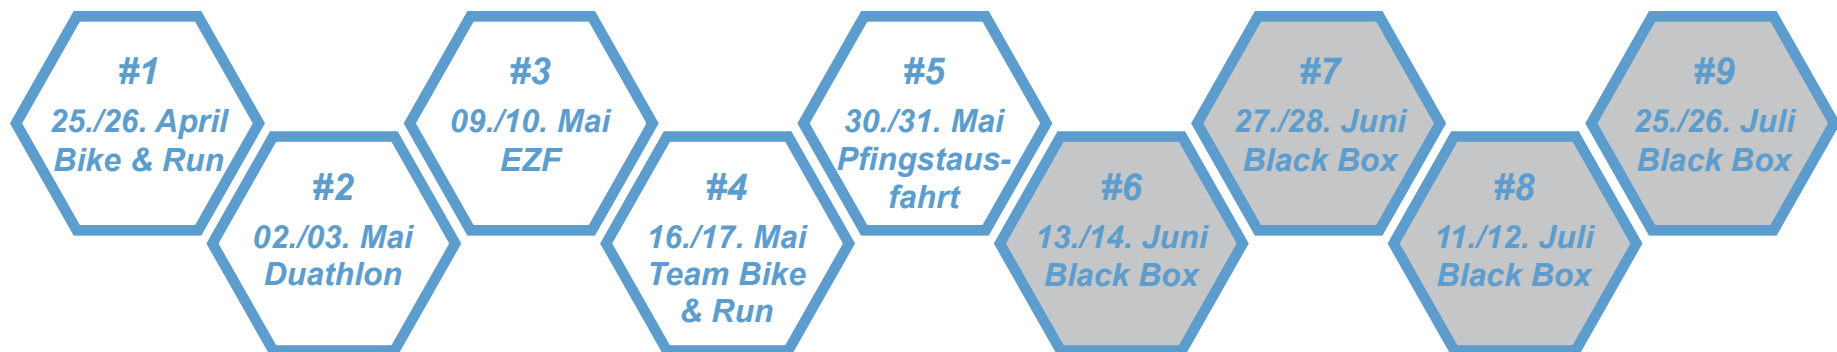 #1
25./26. April
Bike & Run
#2
02./03. Mai
Duathlon
#3
09./10. Mai
EZF
#4
16./17. Mai
Team Bike
& Run
#5
30./31. Mai
Pfingstaus-
fahrt
#6
13./14. Juni
Black Box
#7
27./28. Juni
Black Box
#8
11./12. Juli
Black Box
#9
25./26. Juli
Black Box